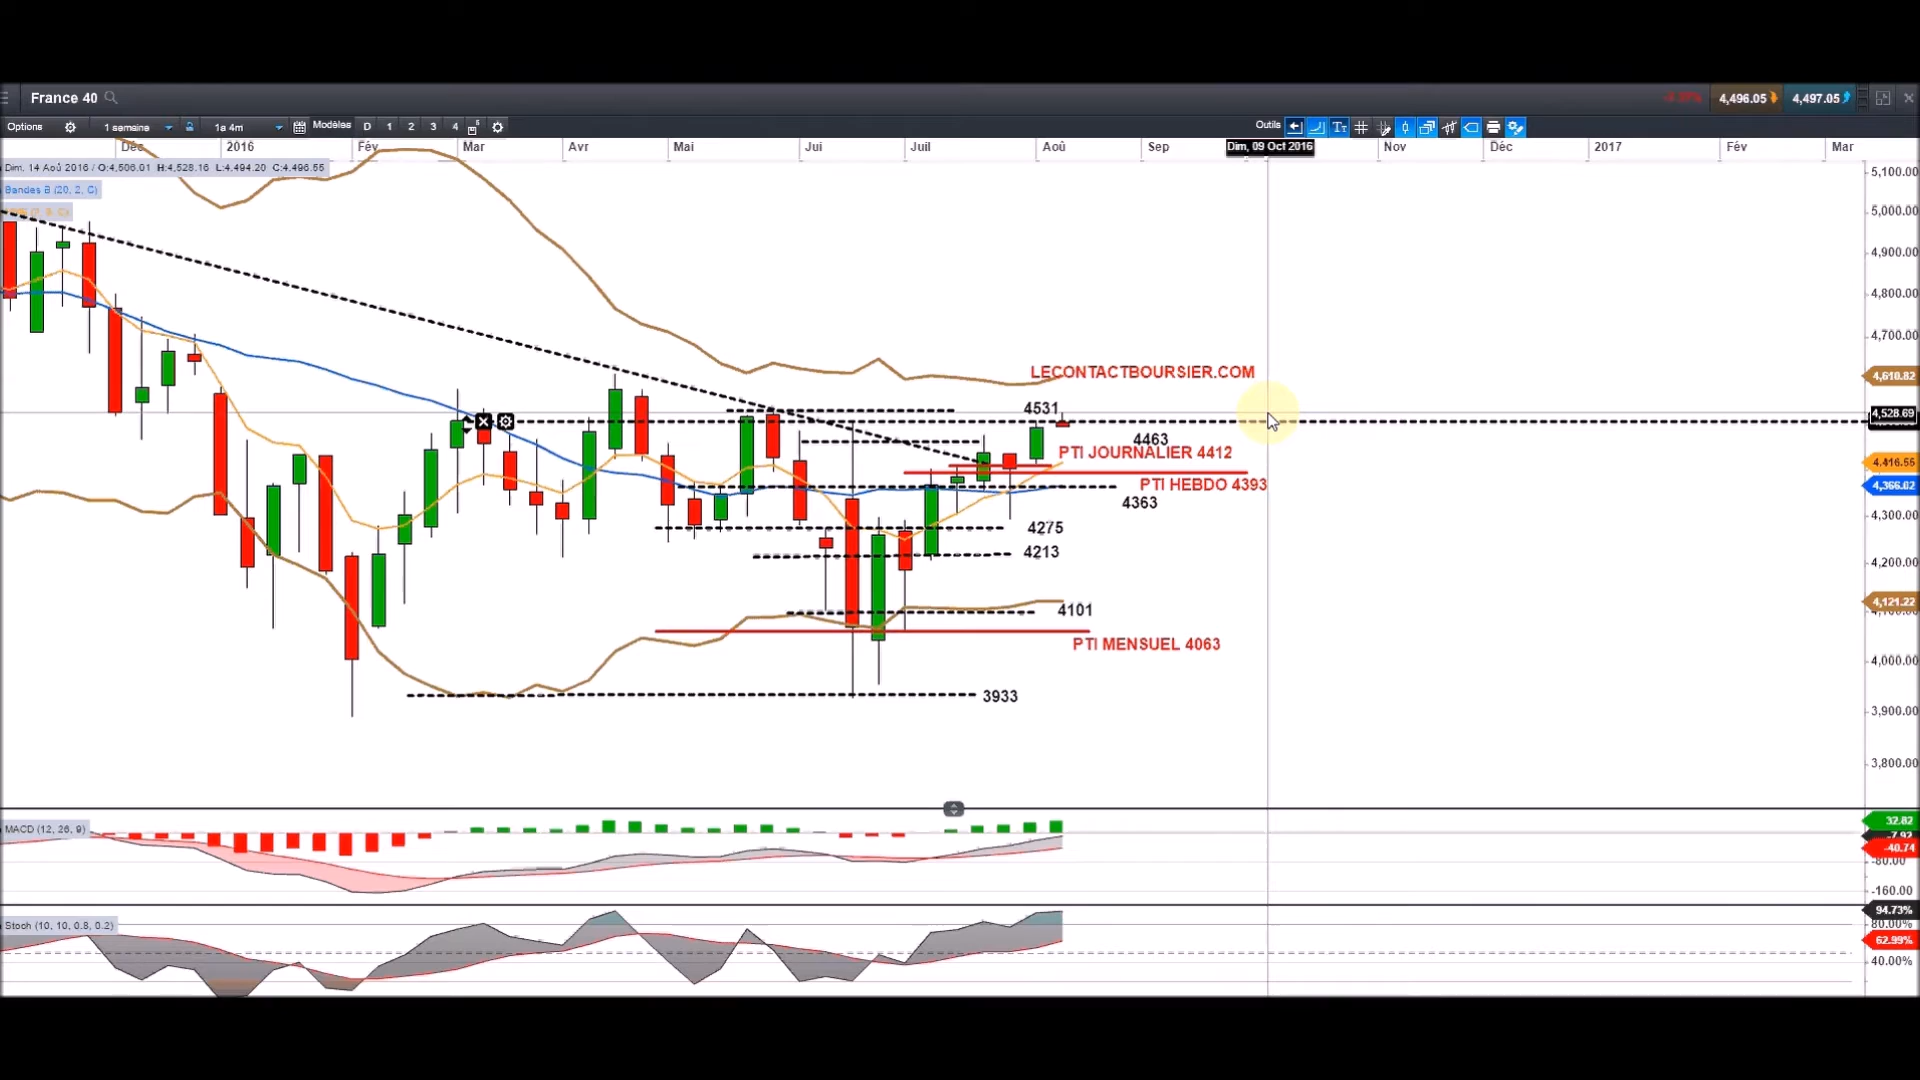 France 40
4,496.05 4,497.05
Options 1 semaine 1a 4m Modèles D 1 2 3 4 5 Outils
Déc 2016 Fév Mar Avr Mai Jui Juil Aoû Sep Dim, 09 Oct 2016 Nov Déc 2017 Fév Mar
Dim, 14 Aoû 2016 / O:4,506.01 H:4,528.16 L:4,494.20 C:4,496.55
Bandes B (20, 2, C)
5,100.00
5,000.00
4,900.00
4,800.00
4,700.00
LECONTACTBOURSIER.COM
4,610.82
4531
4,528.69
4463
PTI JOURNALIER 4412
4,416.55
PTI HEBDO 4393
4,366.02
4363
4,300.00
4275
4213
4,200.00
4,121.22
4101
PTI MENSUEL 4063
4,000.00
3933
3,900.00
3,800.00
MACD (12, 26, 9)
32.82
-7.92
-40.74
-80.00
-160.00
94.73%
Stoch (10, 10, 0.8, 0.2)
80.00%
62.99%
40.00%